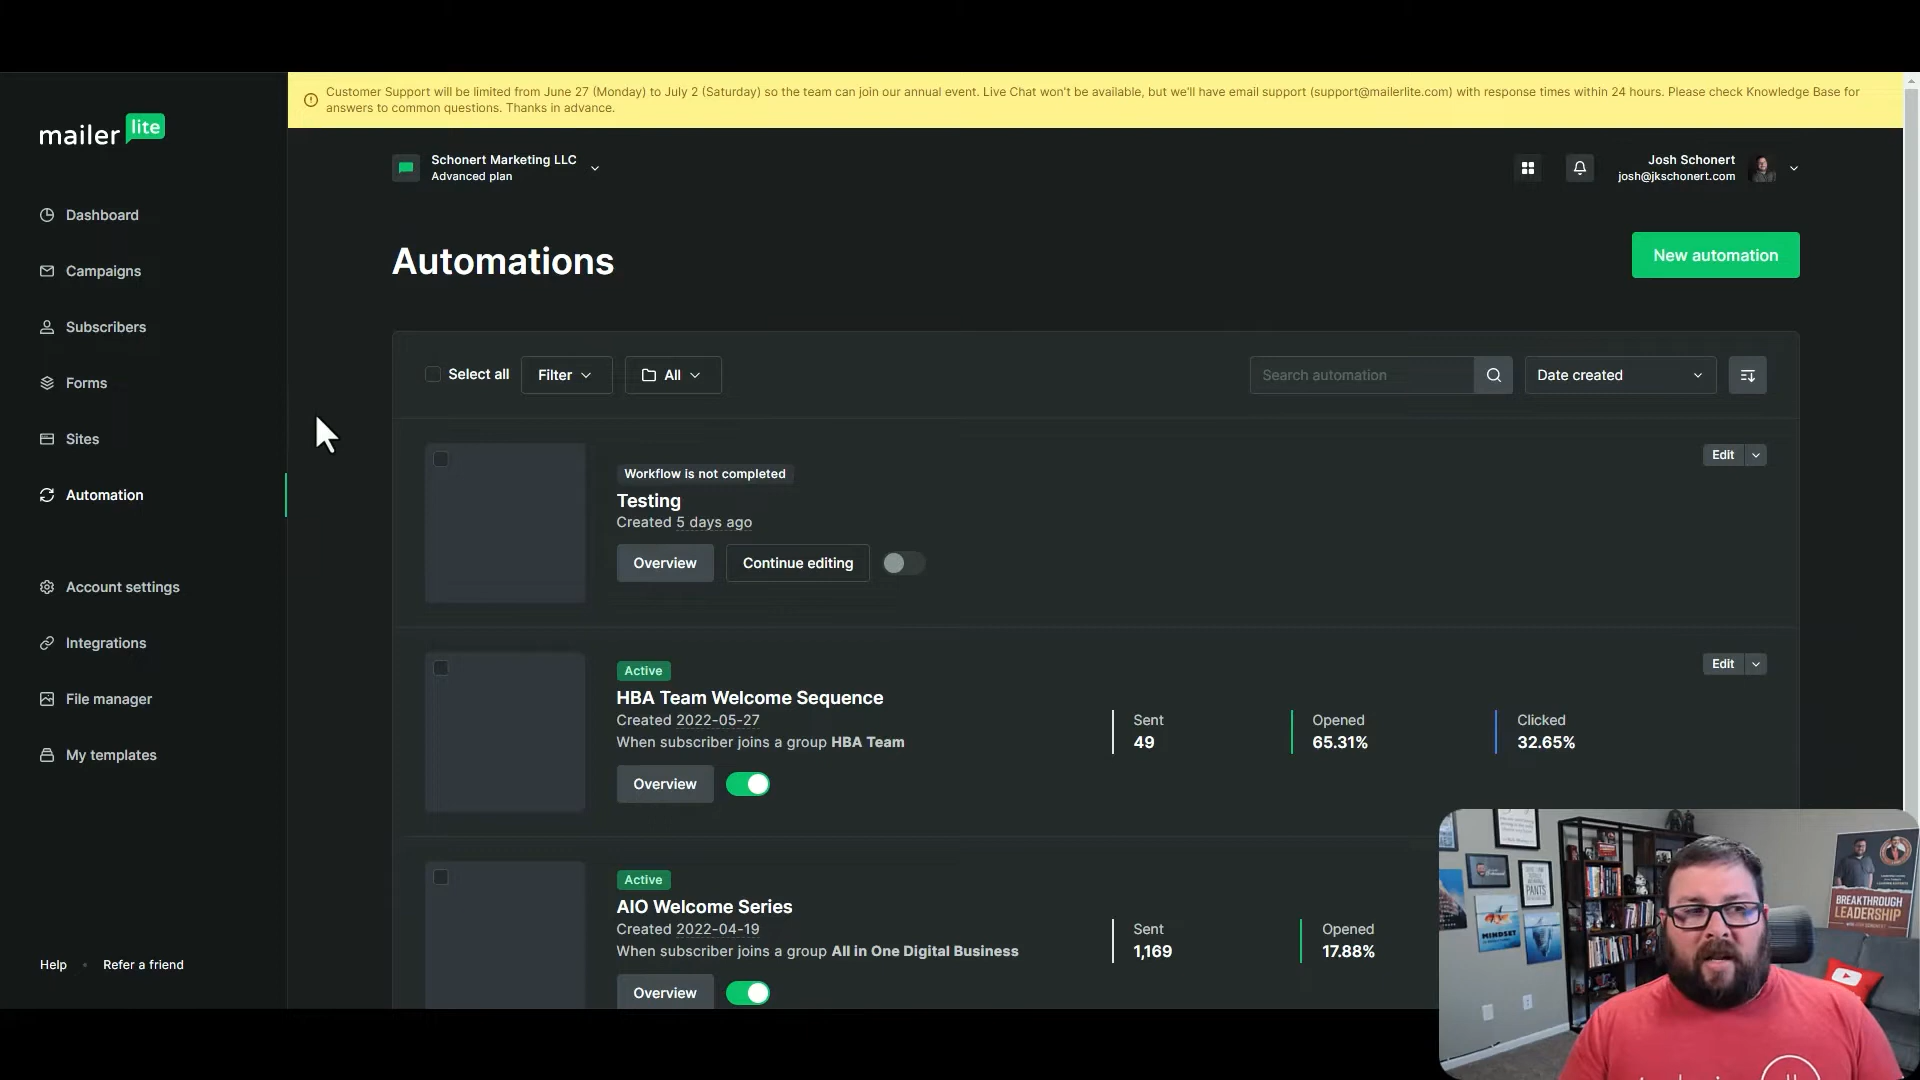 Customer Support will be limited from June 27 (Monday) to July 2 (Saturday) so the team can join our annual event. Live Chat won't be available, but we'll have email support (support@mailerlite.com) with response times within 24 hours. Please check Knowledge Base for
answers to common questions. Thanks in advance.
mailer lite
Schonert Marketing LLC
Advanced plan
Josh Schonert
josh@jkschonert.com
Dashboard
Campaigns
Subscribers
Forms
Sites
Automation
Account settings
Integrations
File manager
My templates
Help • Refer a friend
Automations
New automation
Select all
Filter
All
Search automation
Date created
Workflow is not completed
Edit
Testing
Created 5 days ago
Overview
Continue editing
Active
Edit
HBA Team Welcome Sequence
Created 2022-05-27
When subscriber joins a group HBA Team
Sent
49
Opened
65.31%
Clicked
32.65%
Overview
Active
AIO Welcome Series
Created 2022-04-19
When subscriber joins a group All in One Digital Business
Sent
1,169
Opened
17.88%
Overview
PANTS
MINDSET
BREAKTHROUGH
LEADERSHIP